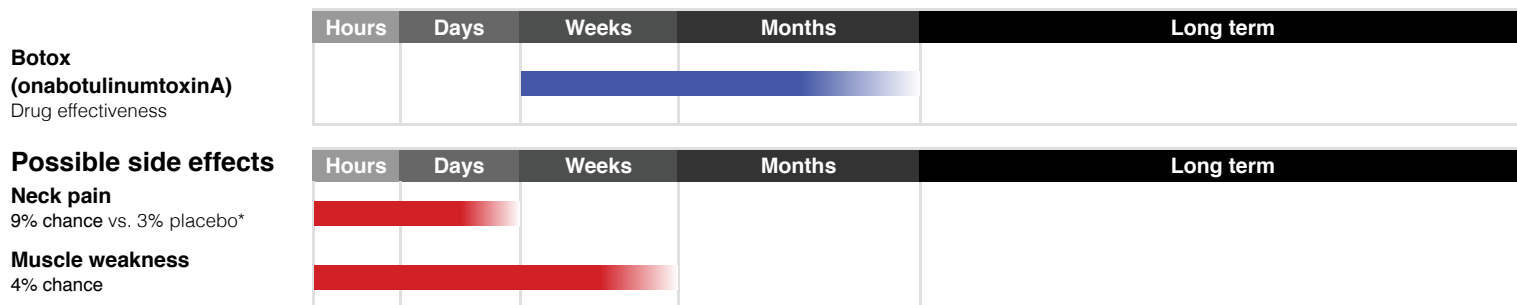 Hours Days Weeks Months Long term
Botox
(onabotulinumtoxinA)
Drug effectiveness
Possible side effects Hours Days Weeks Months Long term
Neck pain
9% chance vs. 3% placebo*
Muscle weakness
4% chance